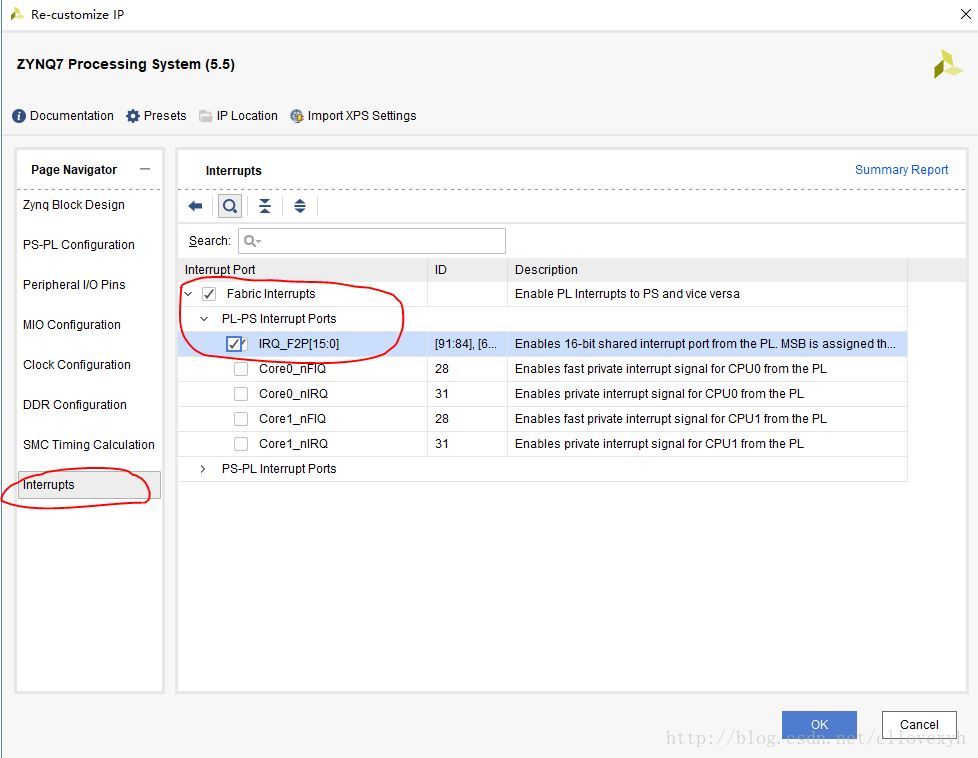 Re-customize IP
ZYNQ7 Processing System (5.5)
Documentation Presets IP Location Import XPS Settings
Page Navigator
Zynq Block Design
PS-PL Configuration
Peripheral I/O Pins
MIO Configuration
Clock Configuration
DDR Configuration
SMC Timing Calculation
Interrupts
Interrupts Summary Report
Search:
Interrupt Port ID Description
Fabric Interrupts Enable PL Interrupts to PS and vice versa
PL-PS Interrupt Ports
IRQ_F2P[15:0] [91:84], [6... Enables 16-bit shared interrupt port from the PL. MSB is assigned th...
Core0_nFIQ 28 Enables fast private interrupt signal for CPU0 from the PL
Core0_nIRQ 31 Enables private interrupt signal for CPU0 from the PL
Core1_nFIQ 28 Enables fast private interrupt signal for CPU1 from the PL
Core1_nIRQ 31 Enables private interrupt signal for CPU1 from the PL
PS-PL Interrupt Ports
OK Cancel
http://blog.csdn.net/cllovexyh